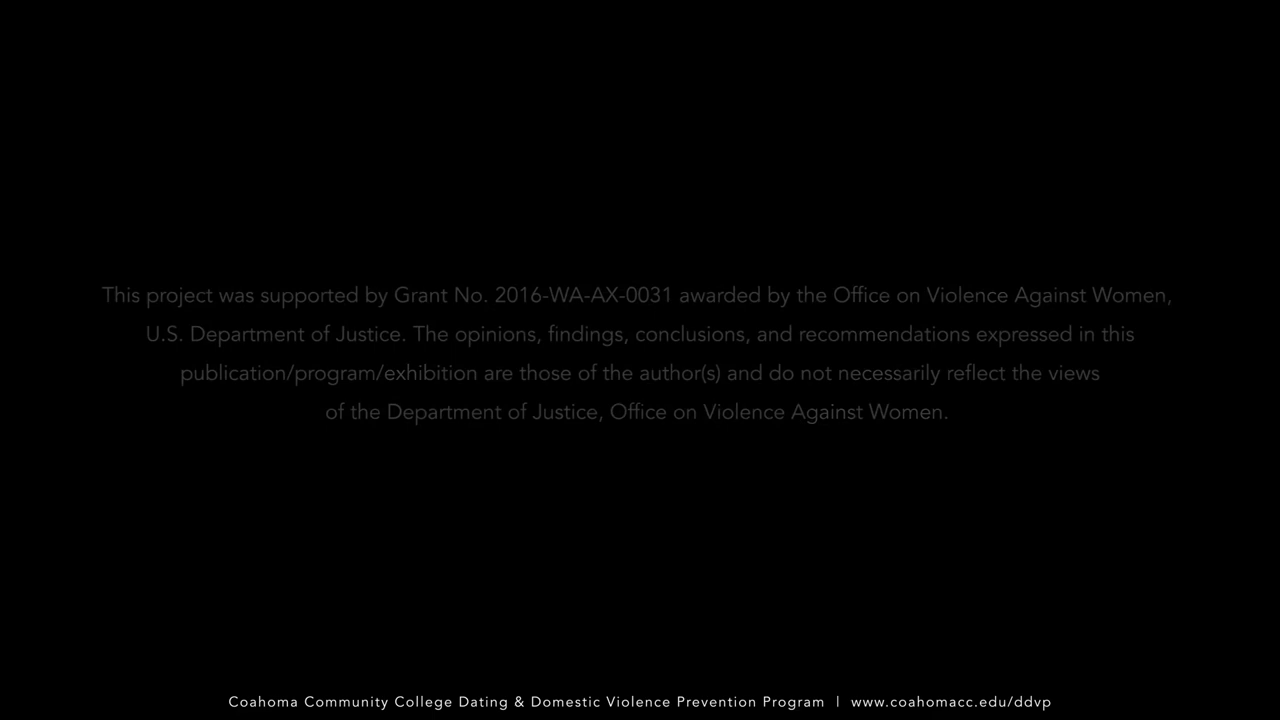 This project was supported by Grant No. 2016-WA-AX-0031 awarded by the Office on Violence Against Women,
U.S. Department of Justice. The opinions, findings, conclusions, and recommendations expressed in this
publication/program/exhibition are those of the author(s) and do not necessarily reflect the views
of the Department of Justice, Office on Violence Against Women.
Coahoma Community College Dating & Domestic Violence Prevention Program | www.coahomacc.edu/ddvp